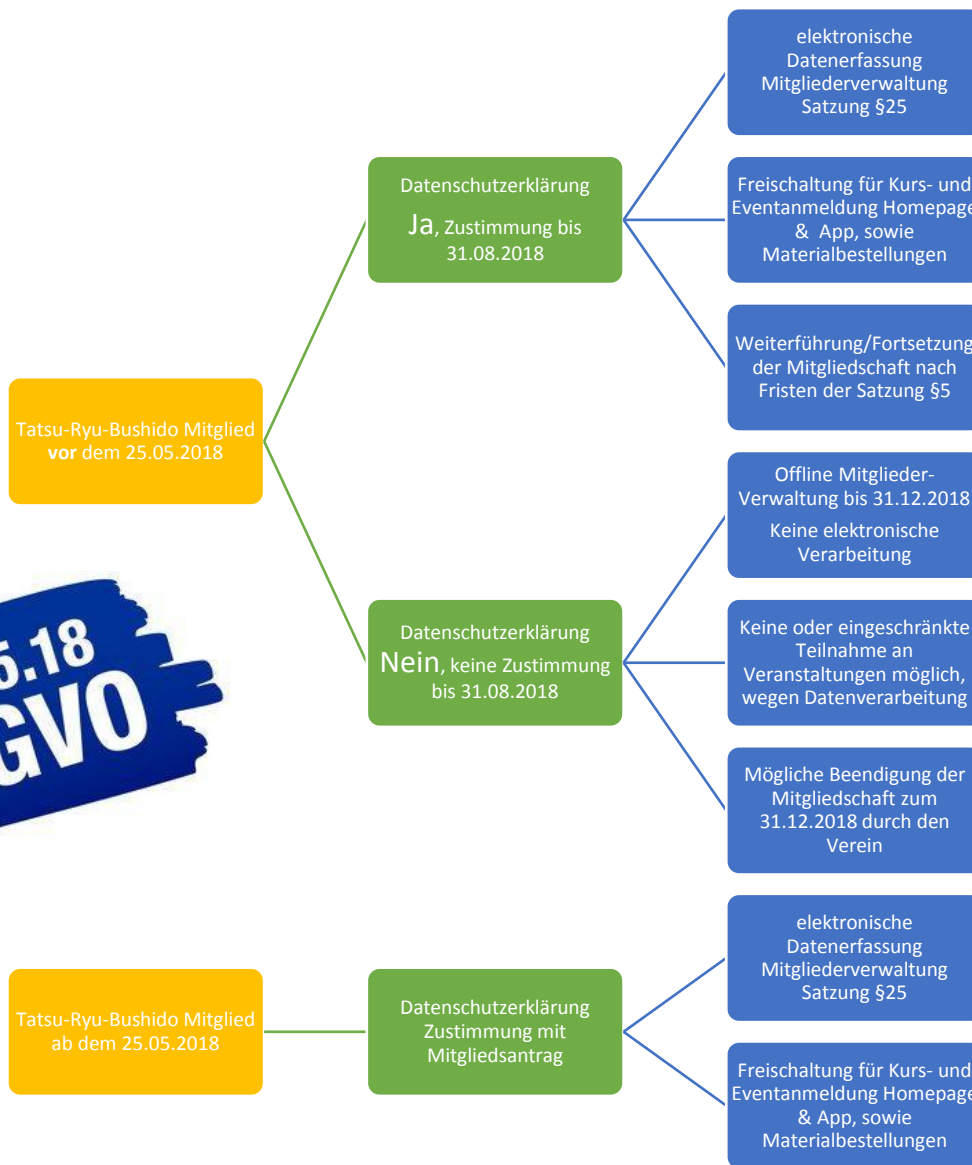 elektronische
Datenerfassung
Mitgliederverwaltung
Satzung §25
Datenschutzerklärung
Ja, Zustimmung bis
31.08.2018
Freischaltung für Kurs- und
Eventanmeldung Homepage
& App, sowie
Materialbestellungen
Weiterführung/Fortsetzung
der Mitgliedschaft nach
Fristen der Satzung §5
Tatsu-Ryu-Bushido Mitglied
vor dem 25.05.2018
Offline Mitglieder-
Verwaltung bis 31.12.2018
Keine elektronische
Verarbeitung
5.18
GVO
Datenschutzerklärung
Nein, keine Zustimmung
bis 31.08.2018
Keine oder eingeschränkte
Teilnahme an
Veranstaltungen möglich,
wegen Datenverarbeitung
Mögliche Beendigung der
Mitgliedschaft zum
31.12.2018 durch den
Verein
Tatsu-Ryu-Bushido Mitglied
ab dem 25.05.2018
Datenschutzerklärung
Zustimmung mit
Mitgliedsantrag
elektronische
Datenerfassung
Mitgliederverwaltung
Satzung §25
Freischaltung für Kurs- und
Eventanmeldung Homepage
& App, sowie
Materialbestellungen